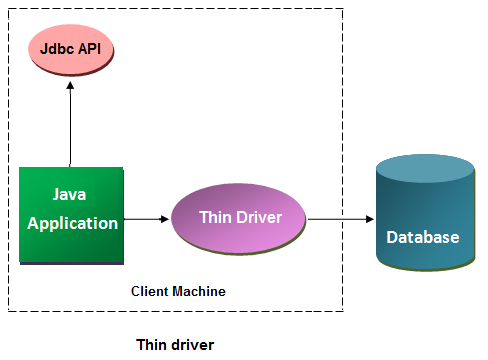 Jdbc API
Java
Application
Thin Driver
Database
Client Machine
Thin driver